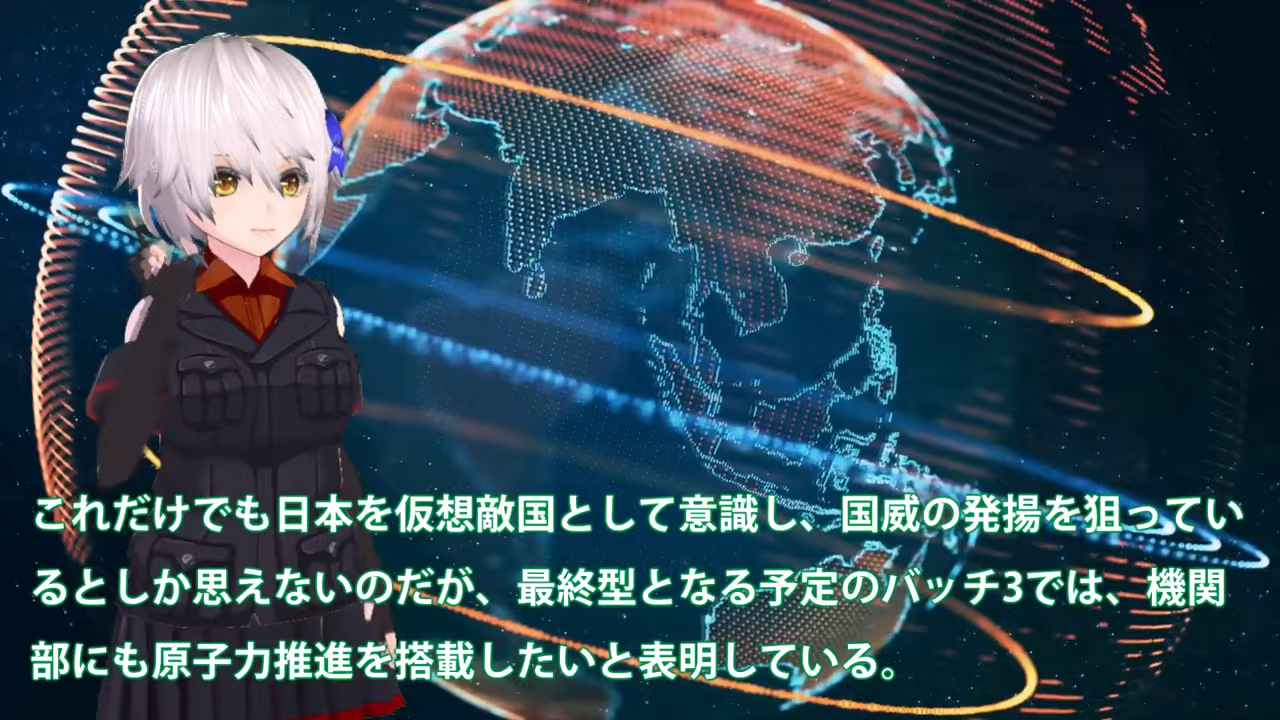 これだけでも日本を仮想敵国として意識し、国威の発揚を狙ってい
るとしか思えないのだが、最終型となる予定のバッチ3では、機関
部にも原子力推進を搭載したいと表明している。